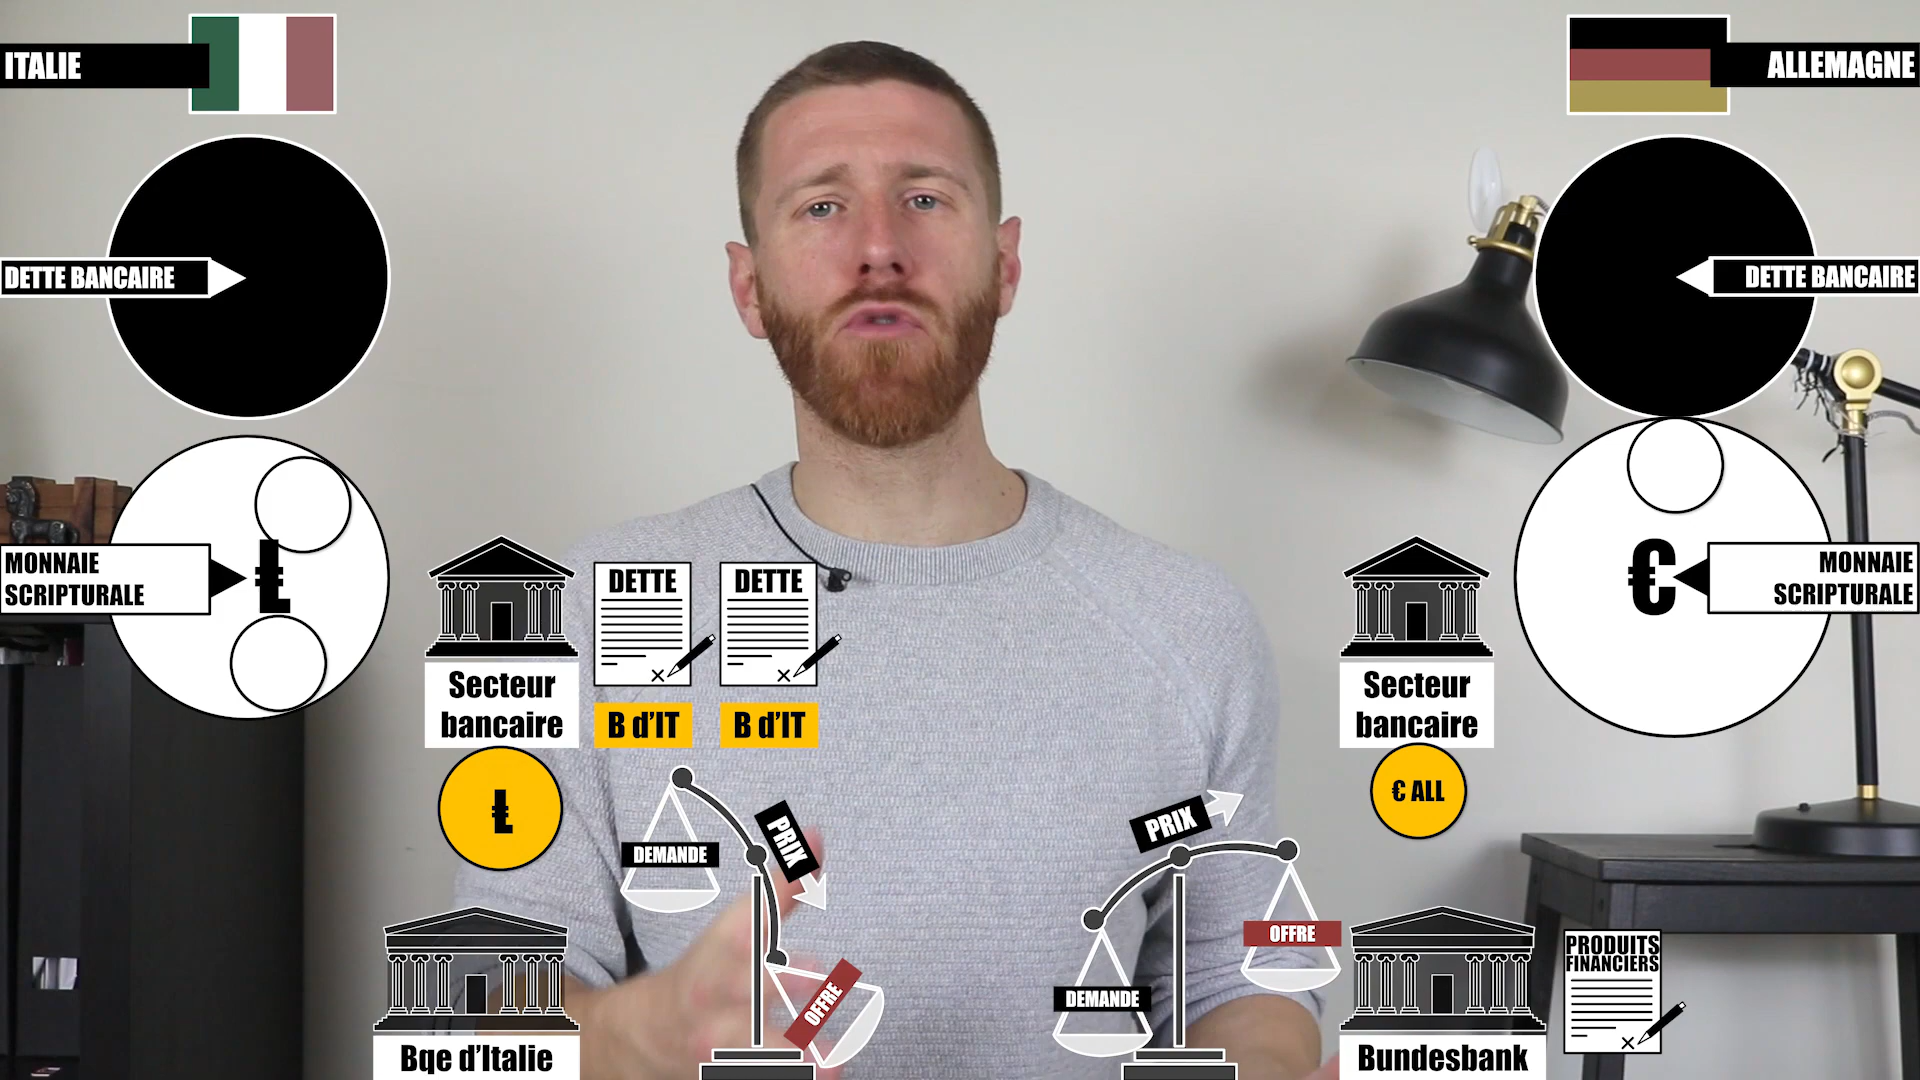 ITALIE
ALLEMAGNE
DETTE BANCAIRE
DETTE BANCAIRE
MONNAIE
SCRIPTURALE
Ł
€
MONNAIE
SCRIPTURALE
DETTE
DETTE
Secteur
bancaire
B d'IT
B d'IT
Secteur
bancaire
Ł
€ ALL
DEMANDE
PRIX
OFFRE
PRIX
DEMANDE
OFFRE
PRODUITS
FINANCIERS
Bqe d'Italie
Bundesbank